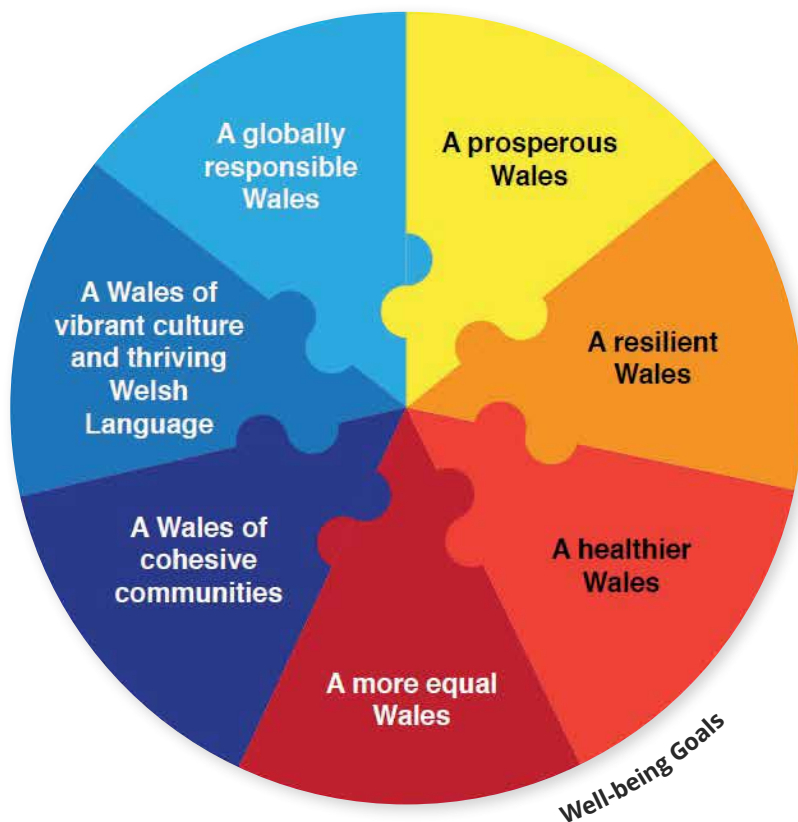 A prosperous
Wales
A resilient
Wales
A healthier
Wales
A more equal
Wales
A Wales of
cohesive
communities
A Wales of
vibrant culture
and thriving
Welsh
Language
A globally
responsible
Wales
Well-being Goals